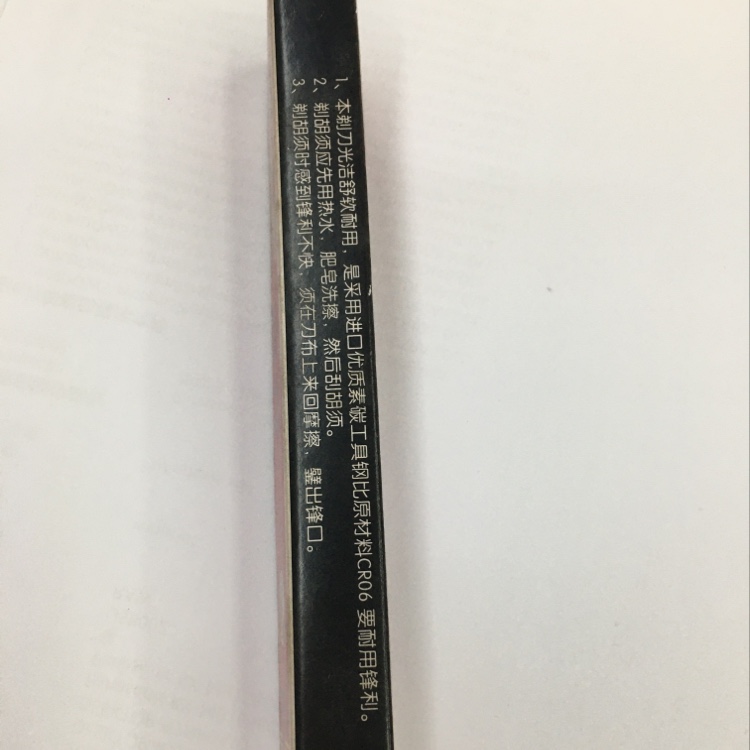 1、本剃刀光洁舒软耐用，是采用进口优质素碳工具钢比原材料CR06 要耐用锋利。
2、剃胡须应先用热水，肥皂洗擦，然后刮胡须。
3、剃胡须时感到锋利不快，须在刀布上来回摩擦，璧出锋口。